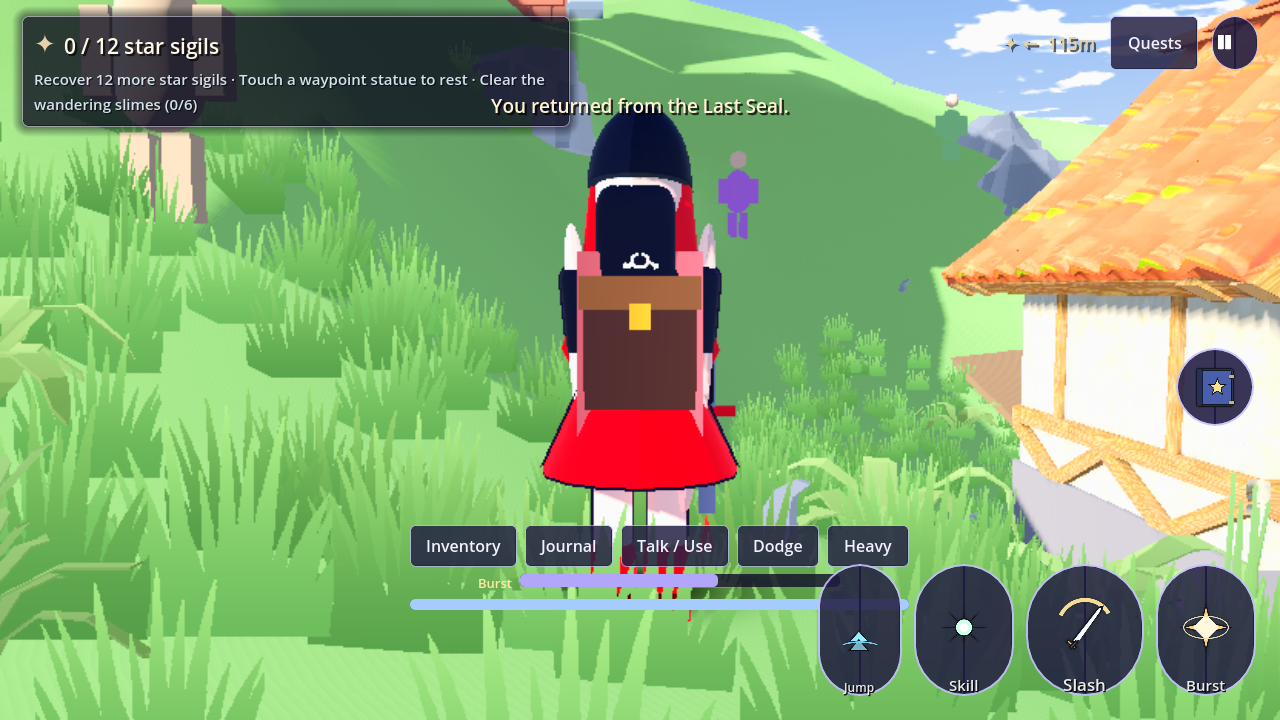 0 / 12 star sigils
Recover 12 more star sigils · Touch a waypoint statue to rest · Clear the
wandering slimes (0/6)
115m
Quests
You returned from the Last Seal.
Inventory
Journal
Talk / Use
Dodge
Heavy
Burst
Jump
Skill
Slash
Burst